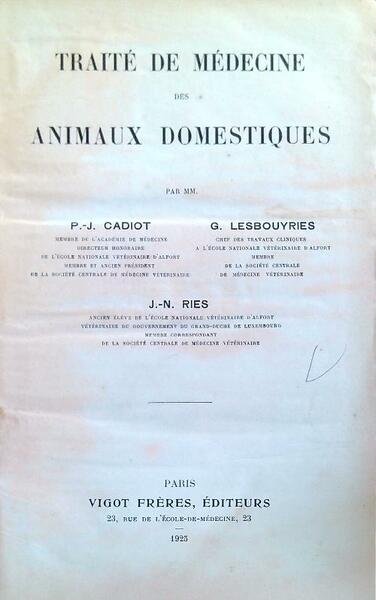 TRAITÉ DE MÉDECINE
DES
ANIMAUX DOMESTIQUES
PAR MM.
P.-J. CADIOT
MEMBRE DE L'ACADÉMIE DE MÉDECINE
DIRECTEUR HONORAIRE
DE L'ÉCOLE NATIONALE VÉTÉRINAIRE D'ALFORT
MEMBRE ET ANCIEN PRÉSIDENT
DE LA SOCIÉTÉ CENTRALE DE MÉDECINE VÉTÉRINAIRE
G. LESBOUYRIES
CHEF DES TRAVAUX CLINIQUES
A L'ÉCOLE NATIONALE VÉTÉRINAIRE D'ALFORT
MEMBRE
DE LA SOCIÉTÉ CENTRALE
DE MÉDECINE VÉTÉRINAIRE
J.-N. RIES
ANCIEN ÉLÈVE DE L'ÉCOLE NATIONALE VÉTÉRINAIRE D'ALFORT
VÉTÉRINAIRE DU GOUVERNEMENT DU GRAND-DUCHÉ DE LUXEMBOURG
MEMBRE CORRESPONDANT
DE LA SOCIÉTÉ CENTRALE DE MÉDECINE VÉTÉRINAIRE
PARIS
VIGOT FRÈRES, ÉDITEURS
23, RUE DE L'ÉCOLE-DE-MÉDECINE, 23
1925